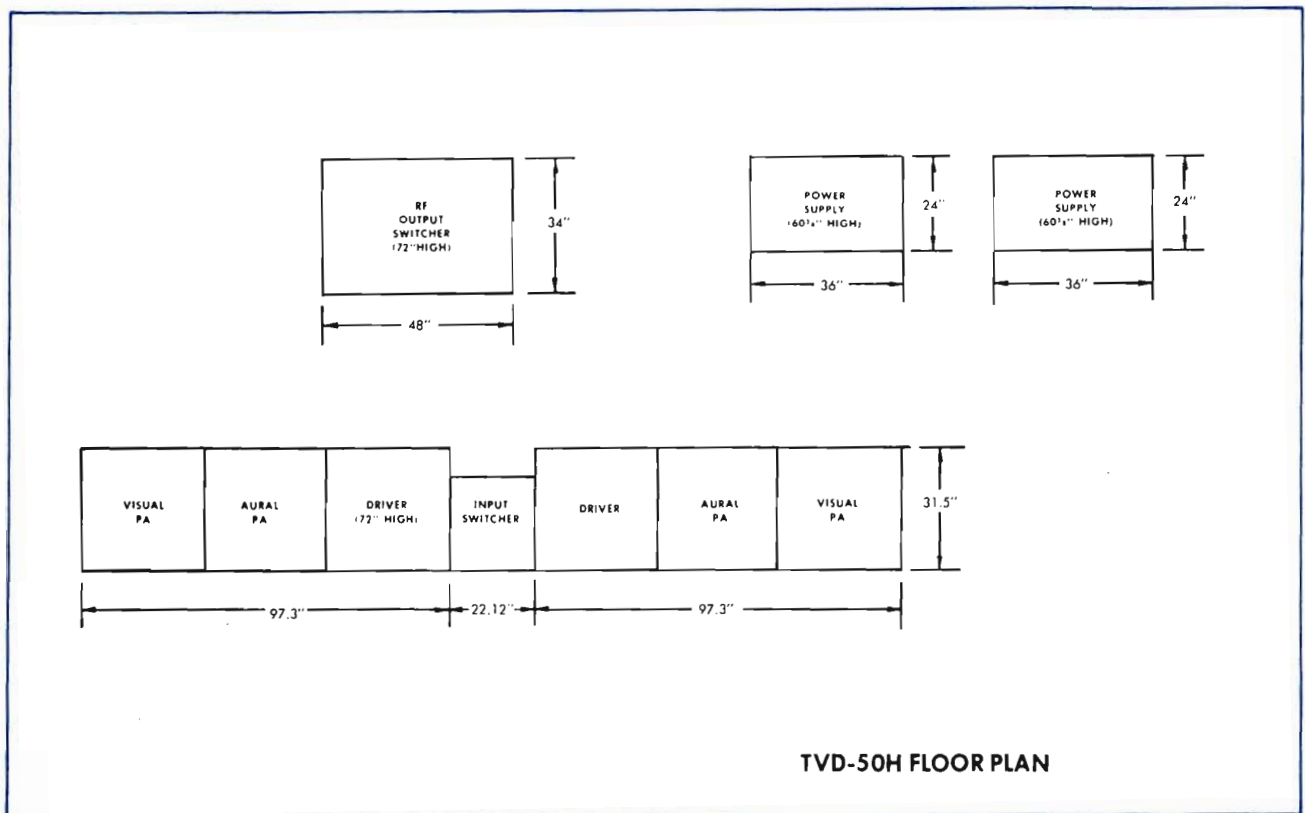 RF
OUTPUT
SWITCHER
(72"HIGH)
34"
48"
POWER
SUPPLY
HIGH)
24"
36"
POWER
SUPPLY
HIGH)
24"
36"
VISUAL
PA
AURAL
PA
DRIVER
(72" HIGH)
INPUT
SWITCHER
DRIVER
AURAL
PA
VISUAL
PA
31.5"
97.3"
22.12"
97.3"
TVD-50H FLOOR PLAN